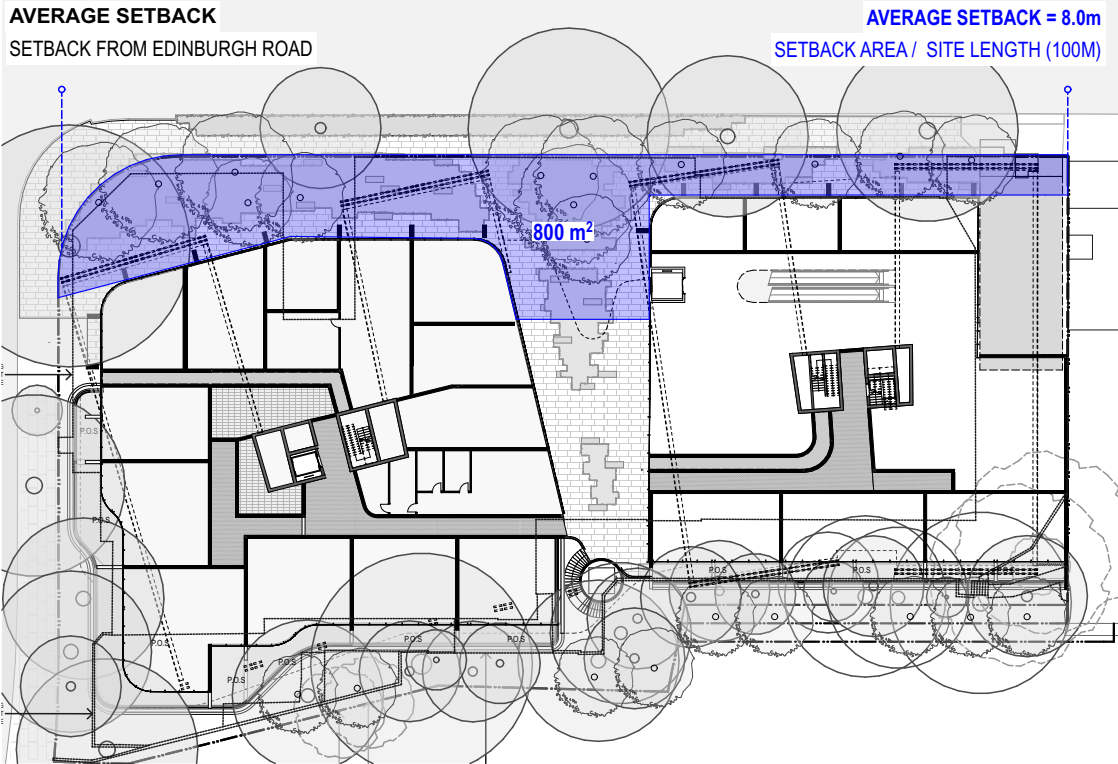 AVERAGE SETBACK
SETBACK FROM EDINBURGH ROAD
AVERAGE SETBACK = 8.0m
SETBACK AREA / SITE LENGTH (100M)
800 m²
P.O.S
P.O.S
P.O.S
P.O.S
P.O.S
P.O.S
P.O.S
P.O.S
P.O.S